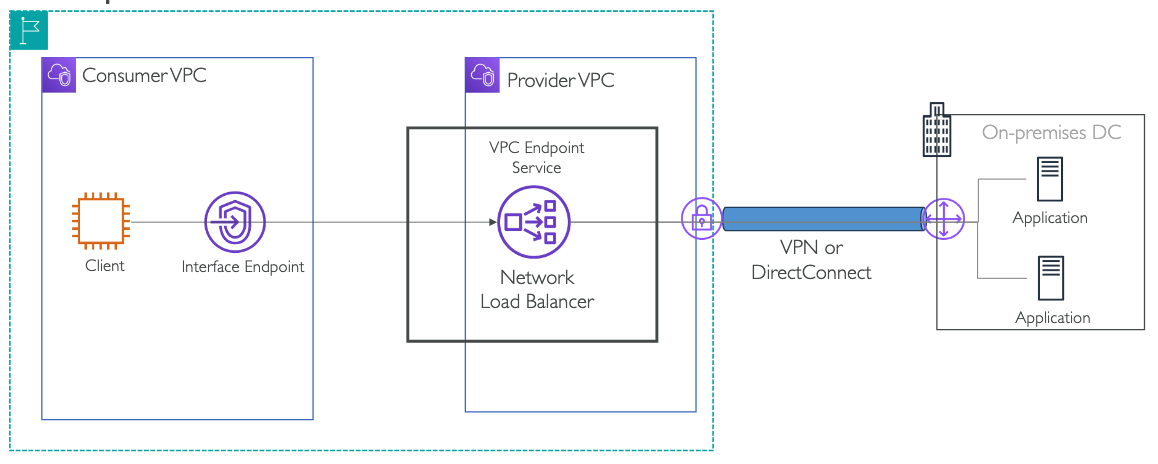 Consumer VPC
Provider VPC
On-premises DC
VPC Endpoint
Service
Client
Interface Endpoint
Network
Load Balancer
VPN or
DirectConnect
Application
Application